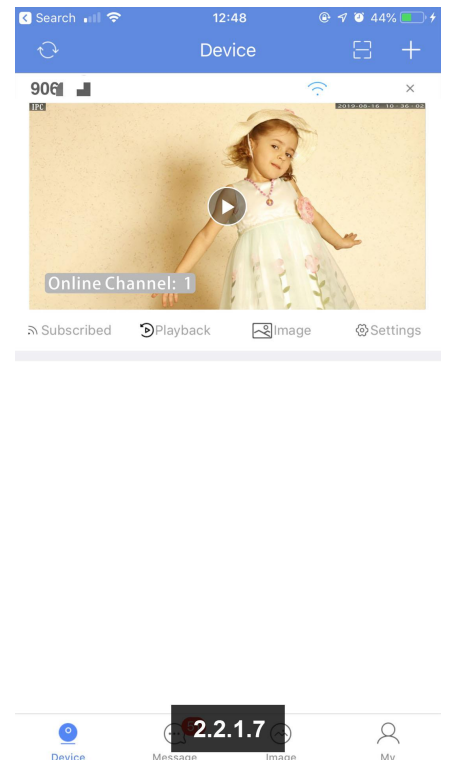 Search 12:48 44%
Device
906
IPC 2019-06-16 10:36:02
Online Channel: 1
Subscribed Playback Image Settings
2.2.1.7
Device Message Image My